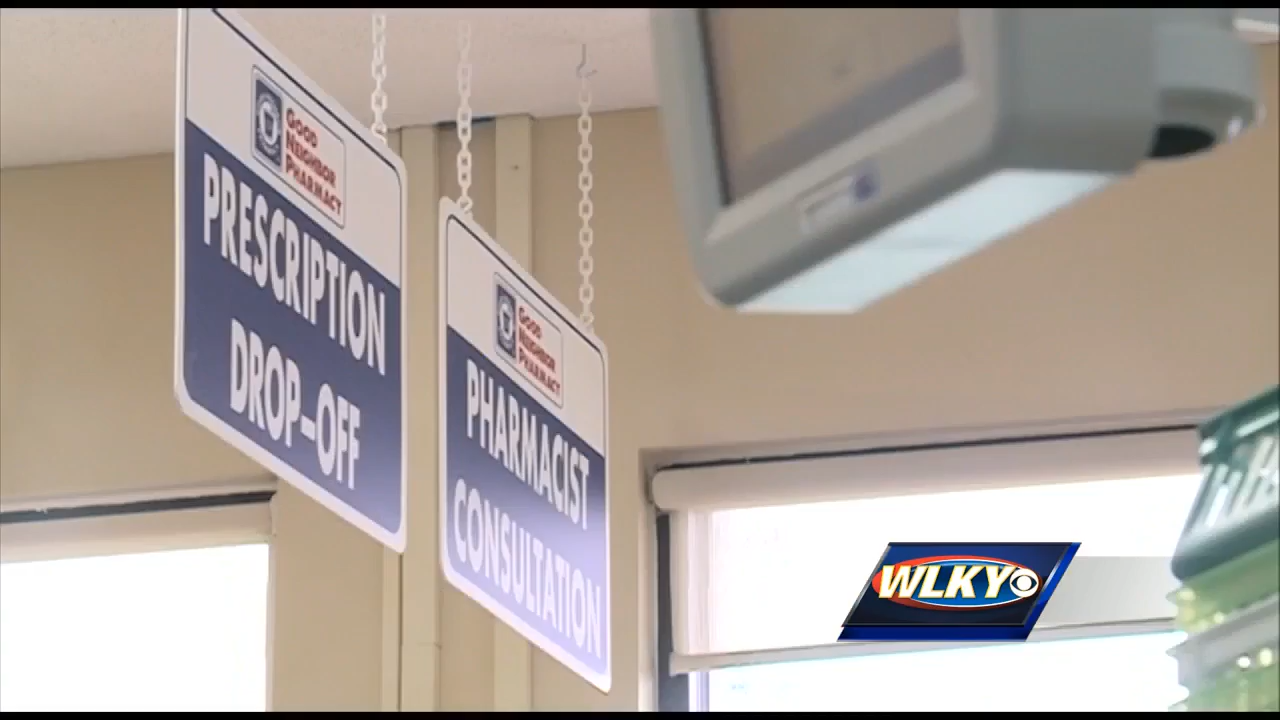 GOOD
NEIGHBOR
PHARMACY
PRESCRIPTION
DROP-OFF
GOOD
NEIGHBOR
PHARMACY
PHARMACIST
CONSULTATION
WLKY